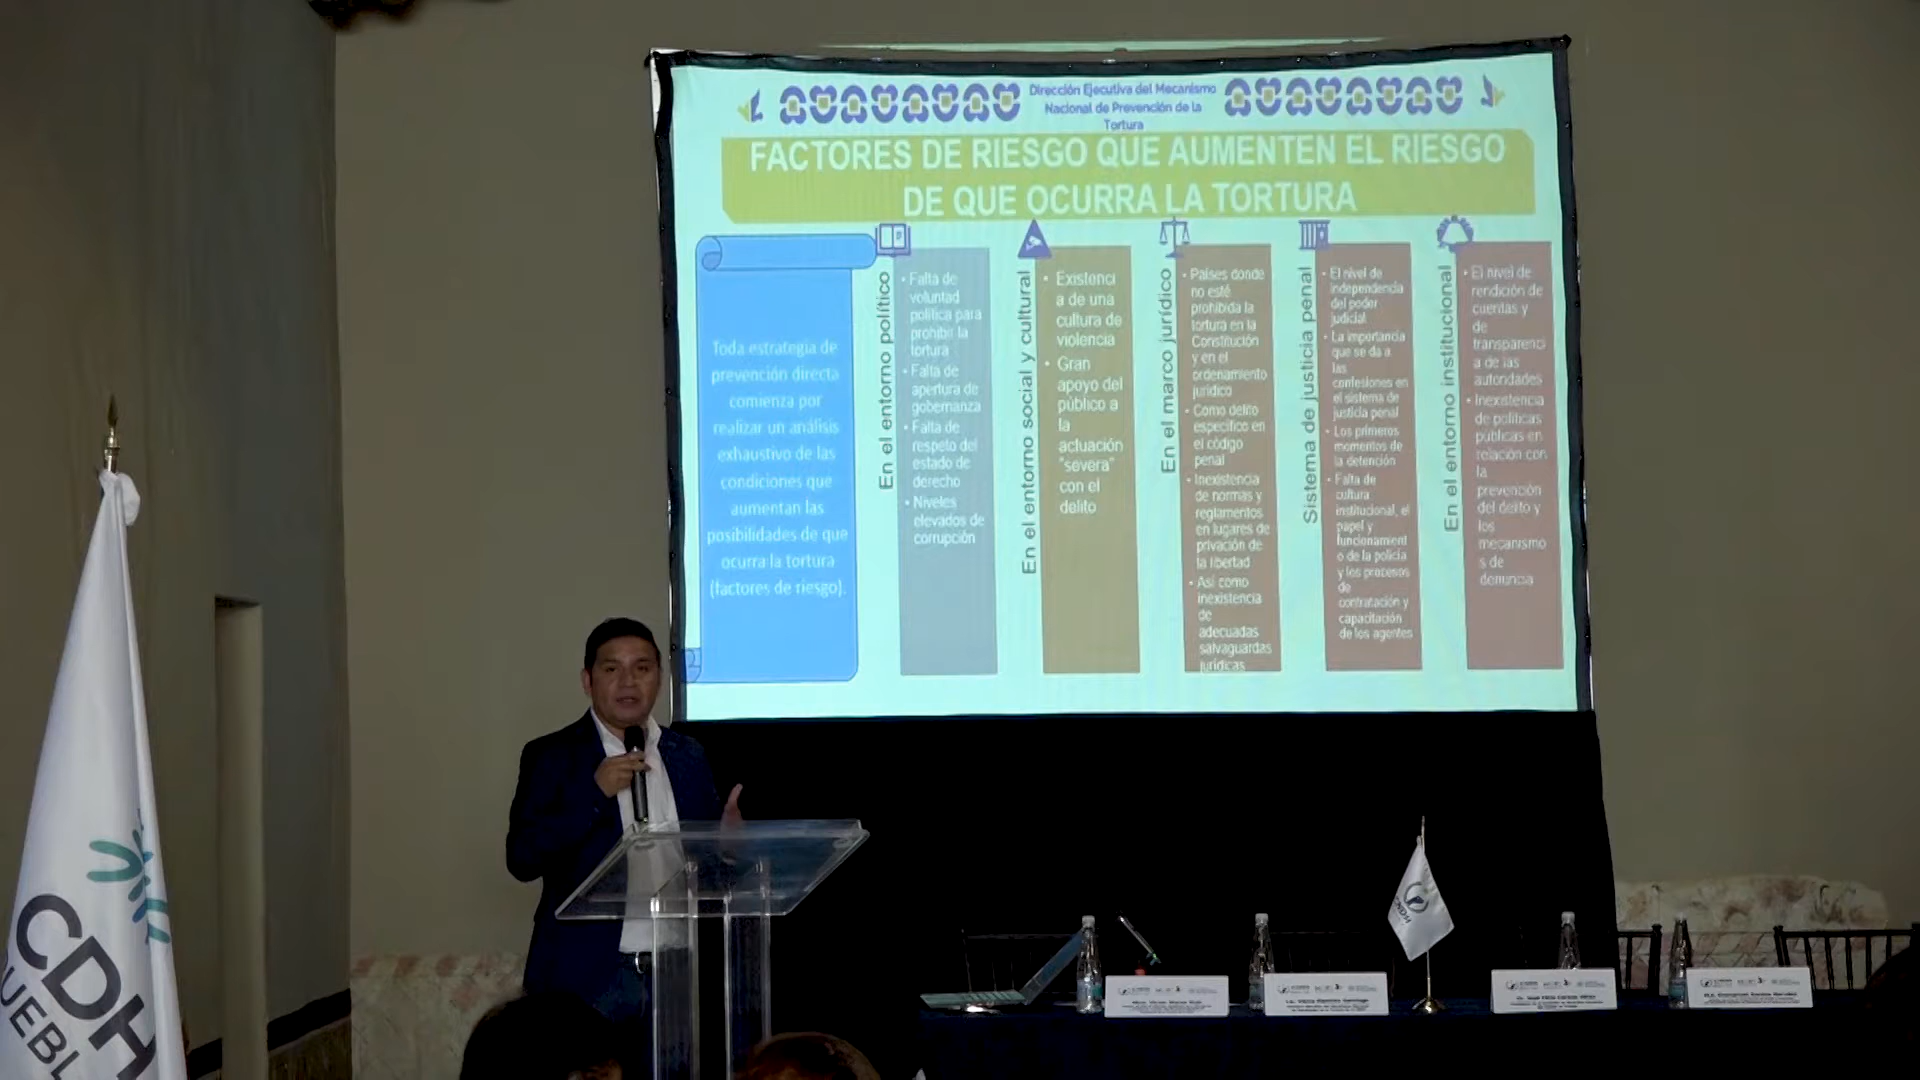 Dirección Ejecutiva del Mecanismo
Nacional de Prevención de la
Tortura
FACTORES DE RIESGO QUE AUMENTEN EL RIESGO
DE QUE OCURRA LA TORTURA
Toda estrategia de
prevención directa
comienza por
realizar un análisis
exhaustivo de las
condiciones que
aumentan las
posibilidades de que
ocurra la tortura
(factores de riesgo).
En el entorno político
• Falta de
voluntad
política para
prohibir la
tortura
• Falta de
apertura de
gobernanza
• Falta de
respeto del
estado de
derecho
• Niveles
elevados de
corrupción
En el entorno social y cultural
• Existenci
a de una
cultura de
violencia
• Gran
apoyo del
público a
la
actuación
"severa"
con el
delito
En el marco jurídico
• Países donde
no esté
prohibida la
tortura en la
Constitución
y en el
ordenamiento
jurídico
• Como delito
especifico en
el código
penal
• Inexistencia
de normas y
reglamentos
en lugares de
privación de
la libertad
• Así como
inexistencia
de
adecuadas
salvaguardas
jurídicas
Sistema de justicia penal
• El nivel de
independencia
del poder
judicial
• La importancia
que se da a
las
confesiones en
el sistema de
justicia penal
• Los primeros
momentos de
la detención
• Falta de
cultura
institucional, el
papel y
funcionamient
o de la policía
y los procesos
de
contratación y
capacitación
de los agentes
En el entorno institucional
• El nivel de
rendición de
cuentas y
de
transparenci
a de las
autoridades
• Inexistencia
de políticas
públicas en
relación con
la
prevención
del delito y
los
mecanismo
s de
denuncia
CDH
PUEBL
CNDH